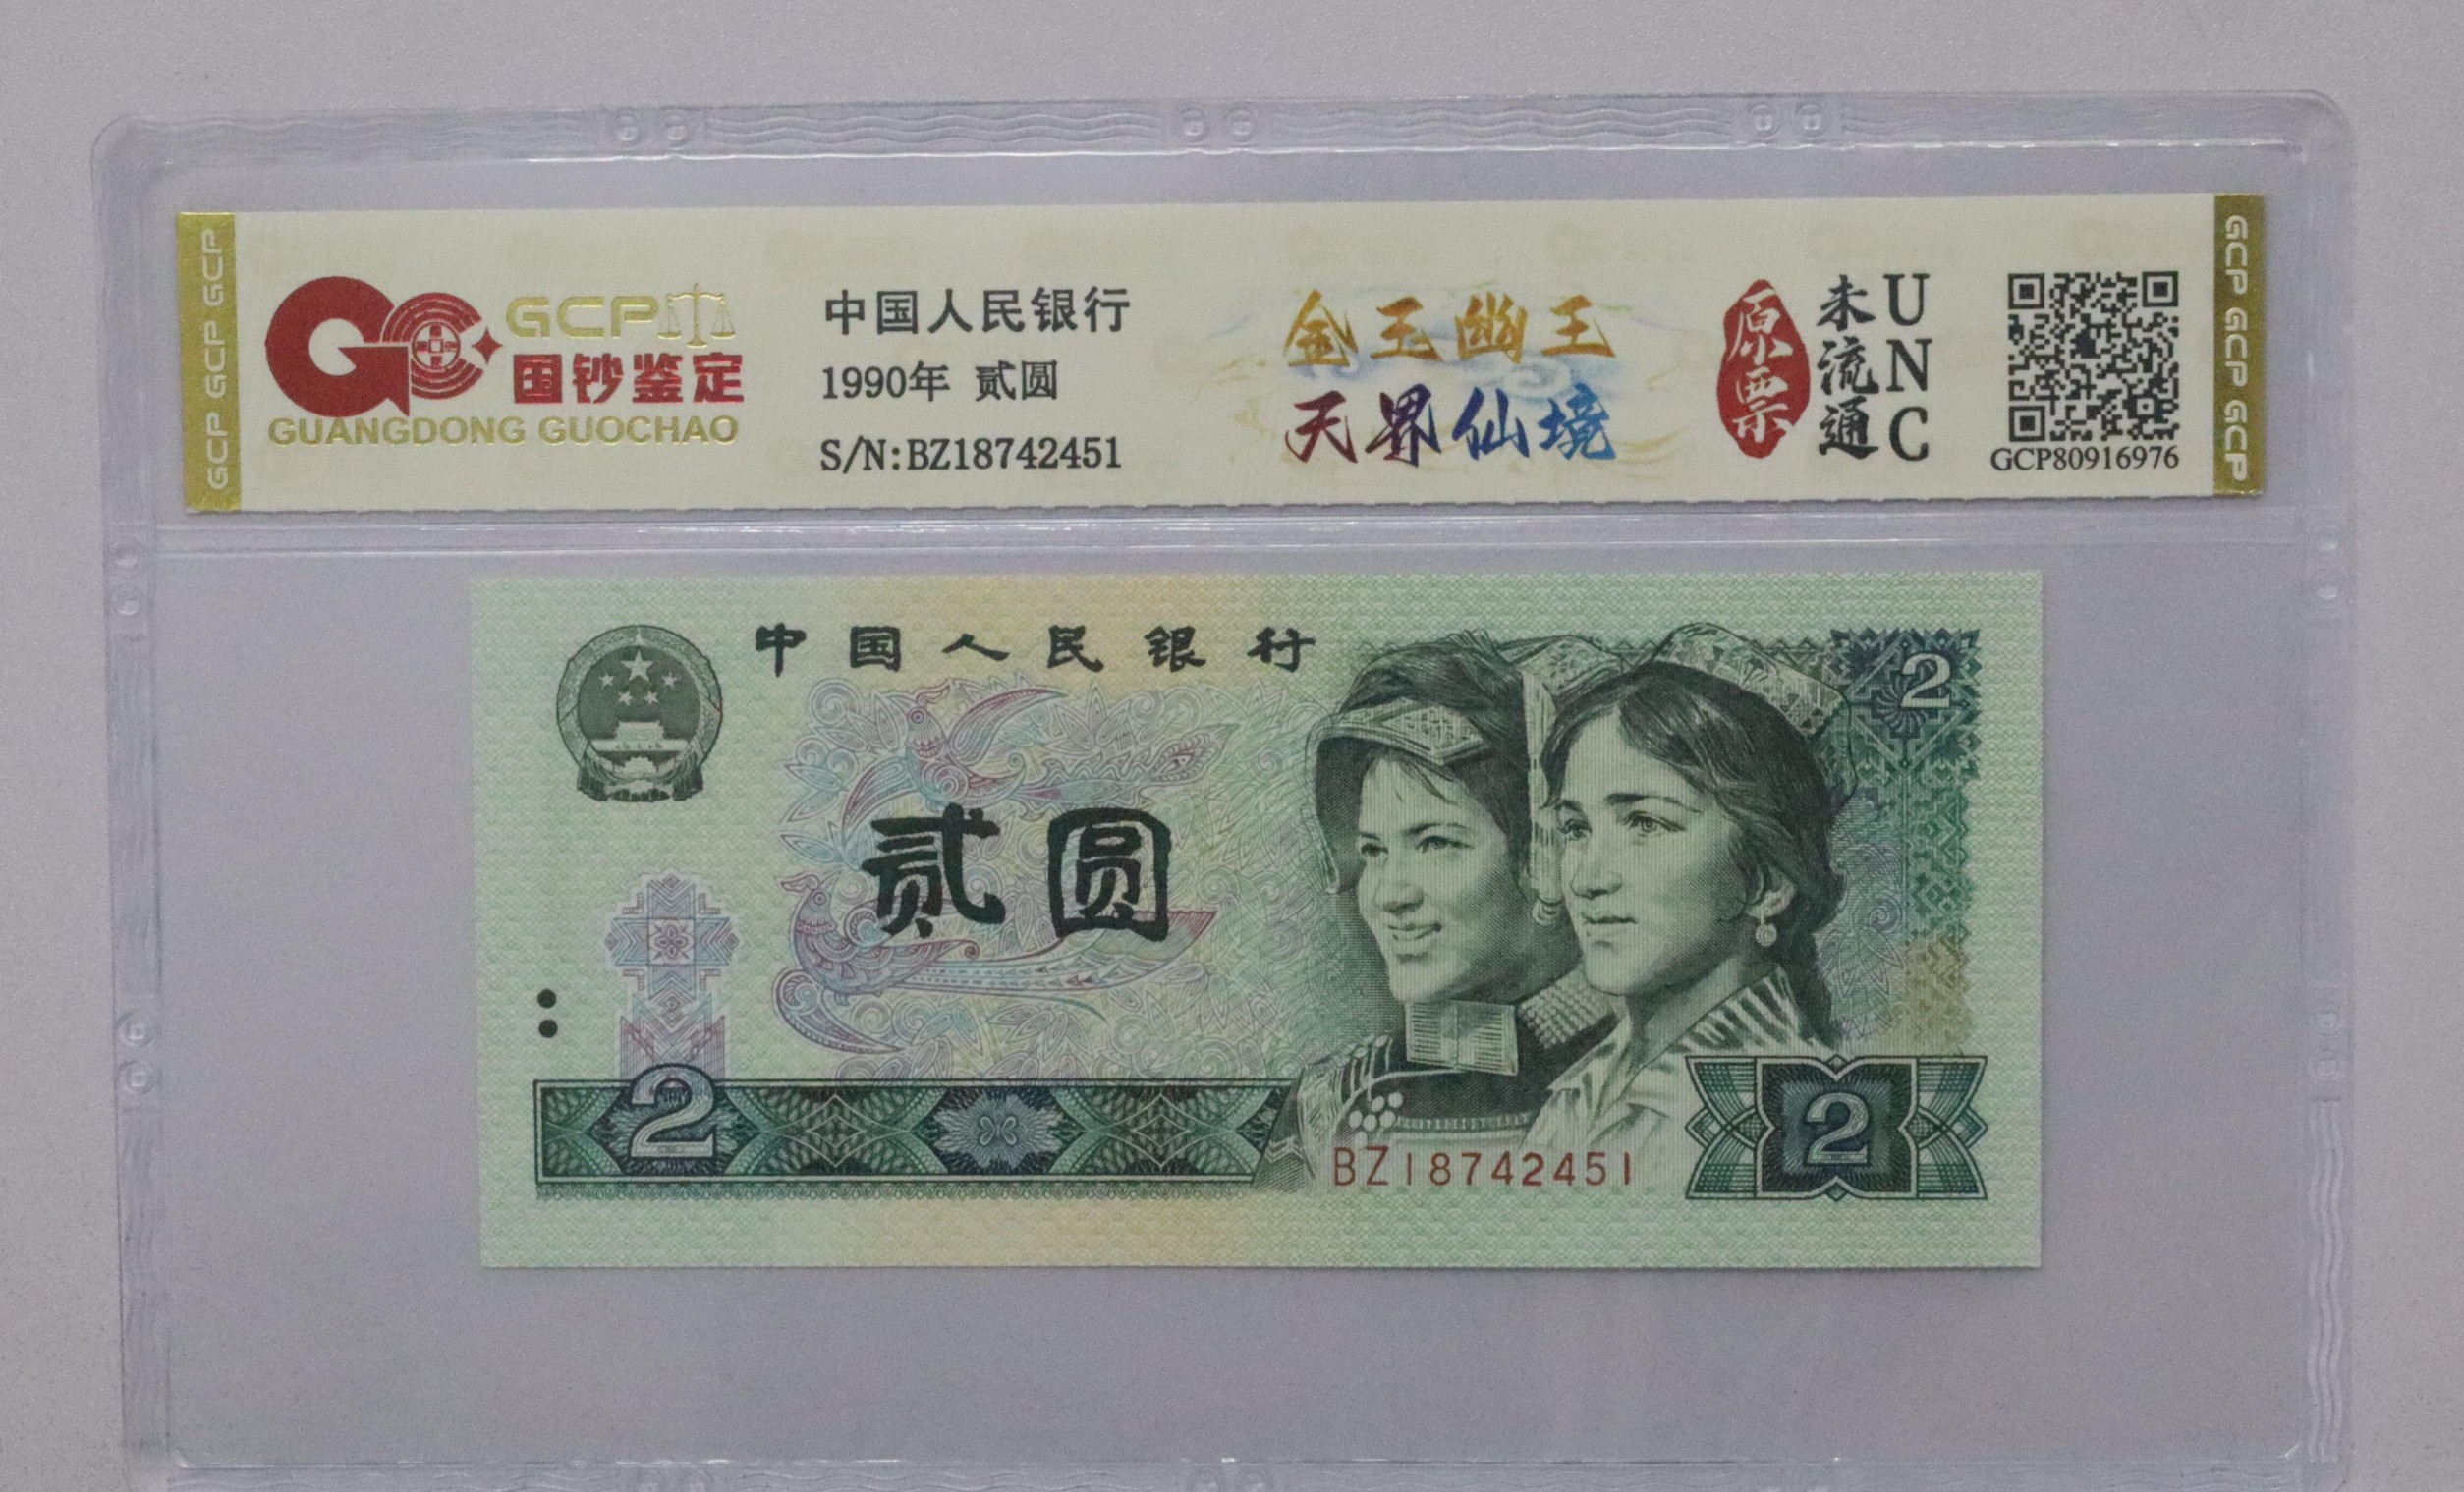 GCP GCP GCP
GCP
国钞鉴定
GUANGDONG GUOCHAO
中国人民银行
1990年 贰圆
S/N:BZ18742451
金玉幽王
天界仙境
原票
未流通
UNC
GCP80916976
GCP GCP GCP
中国人民银行
2
贰圆
2
BZ18742451
2